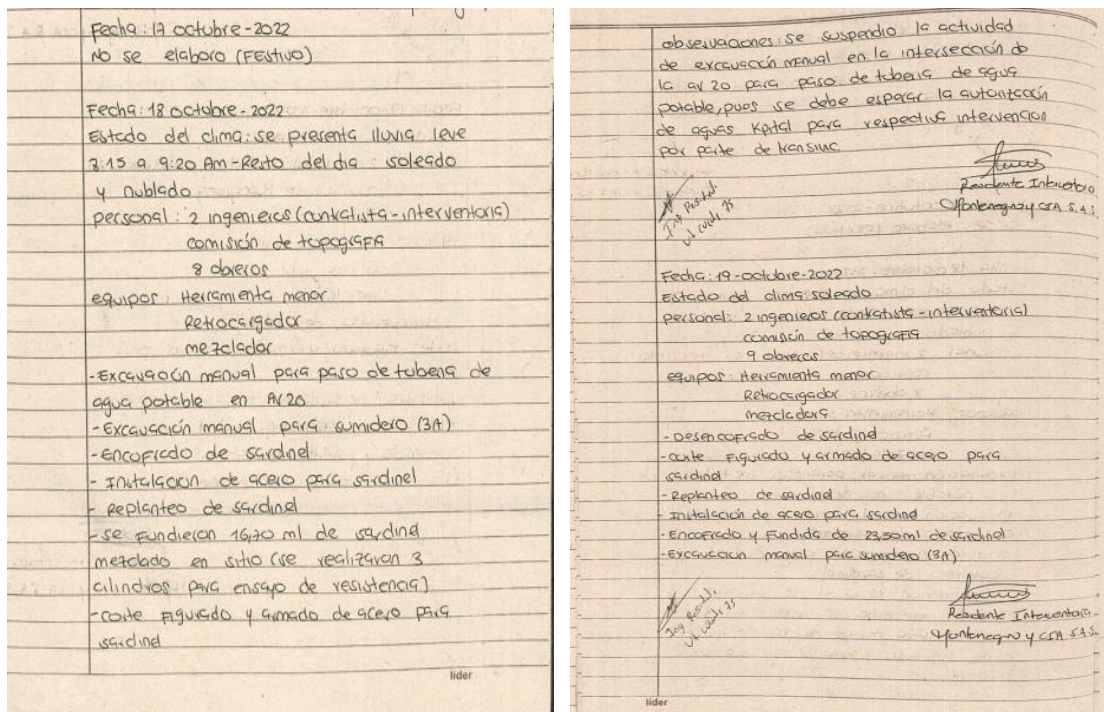 Fecha: 17 octubre-2022
No se elaboro (FEstivo)
Fecha: 18 octubre-2022
Estado del clima: se presenta lluvia leve
8:15 a 9:20 Am-Resto del dia soleado
y nublado
personal: 2 ingenieros (contratista-interventoria)
comisión de topografia
8 obreros
equipos: Herramienta menor
Retrocargador
mezclador
-Excavación manual para paso de tuberia de
agua potable en AV20
-Excavación manual para sumidero (3A)
-Encofrado de sardinel
- Instalacion de acero para sardinel
- Replanteo de sardinel
-se Fundieron 16,70 ml de sardinel
mezclado en sitio (se realizaron 3
cilindros para ensayo de resistencia)
-corte Figurado y armado de acero para
sardinel
líder
observaciones: se suspendio la actividad
de excavación manual en la intersección de
la av 20 para paso de tuberia de agua
potable, pues se debe esperar la autorización
de aguas Kpital para respectiva intervencion
por parte de
Residente Interventoria
Montenegro y CSA S.A.S.
Ing Resident
Fecha: 19-octubre-2022
Estado del clima: soleado
personal: 2 ingenieros (contratista-interventoria)
comisión de topografia
9 obreros
equipos: Herramienta menor
Retrocargador
mezcladora
-Desencofrado de sardinel
-corte Figurado y armado de acero para
sardinel
-Replanteo de sardinel
-Instalación de acero para sardinel
-Encofrado y Fundida de 23,50 ml de sardinel
-Excavacion manual para sumidero (3A)
Residente Interventoria
Montenegro y CSA S.A.S.
líder